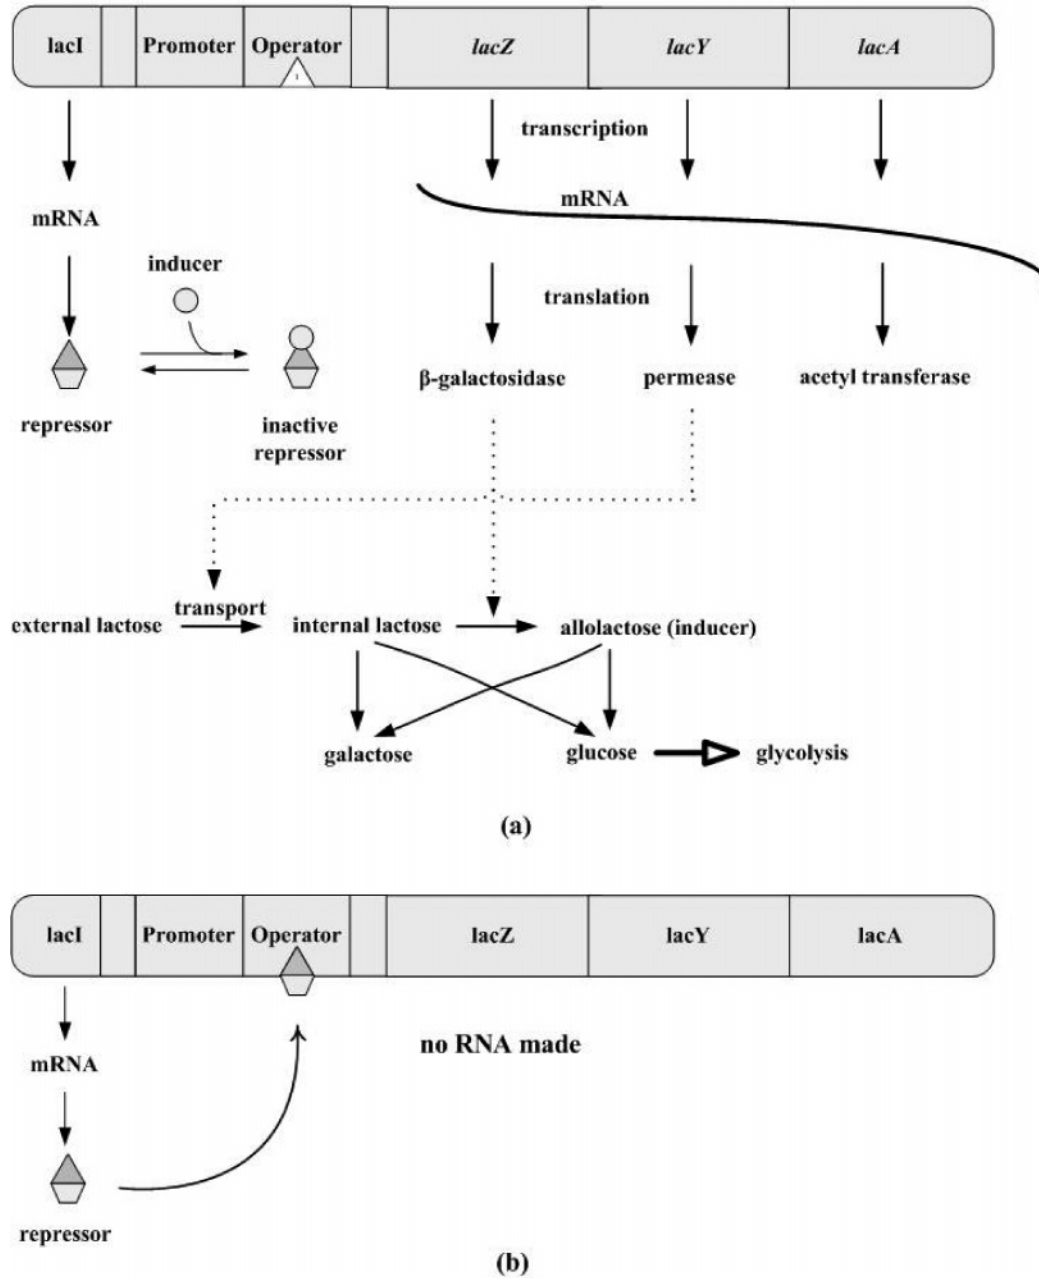 lacI Promoter Operator lacZ lacY lacA
1
transcription
mRNA
mRNA
inducer
translation
β-galactosidase permease acetyl transferase
repressor
inactive
repressor
transport
external lactose internal lactose allolactose (inducer)
galactose glucose glycolysis
(a)
lacI Promoter Operator lacZ lacY lacA
no RNA made
mRNA
repressor
(b)